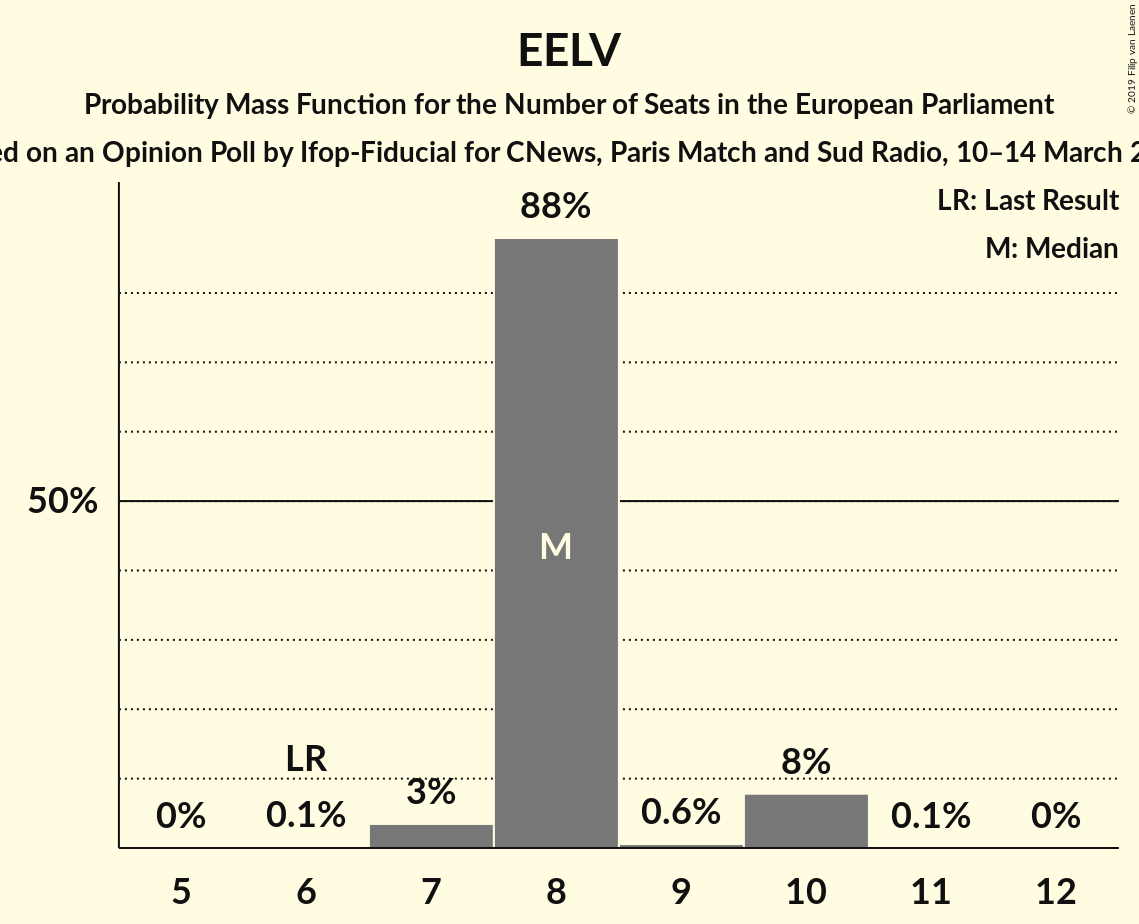 EELV
Probability Mass Function for the Number of Seats in the European Parliament
on an Opinion Poll by Ifop-Fiducial for CNews, Paris Match and Sud Radio, 10–14 March
© 2019 Filip van Laenen
LR: Last Result
M: Median
88%
50%
M
LR
0%
0.1%
3%
0.6%
8%
0.1%
0%
5 6 7 8 9 10 11 12